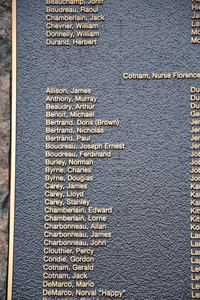 Beauchamp, John
Boudreau, Raoul
Chamberlain, Jack
Chevrier, William
Donnelly, William
Durand, Herbert
Cotnam, Nurse Florence
Allison, James
Anthony, Murray
Beaudry, Arthur
Benoit, Michael
Bertrand, Doris (Brown)
Bertrand, Nicholas
Bertrand, Paul
Boudreau, Joseph Ernest
Boudreau, Ferdinand
Burley, Norman
Byrne, Charles
Byrne, Douglas
Carey, James
Carey, Lloyd
Carey, Stanley
Chamberlain, Edward
Chamberlain, Lorne
Charbonneau, Allan
Charbonneau, James
Charbonneau, John
Clouthier, Percy
Condie, Gordon
Cotnam, Gerald
Cotnam, Jack
DeMarco, Mario
DeMarco, Norval "Happy"